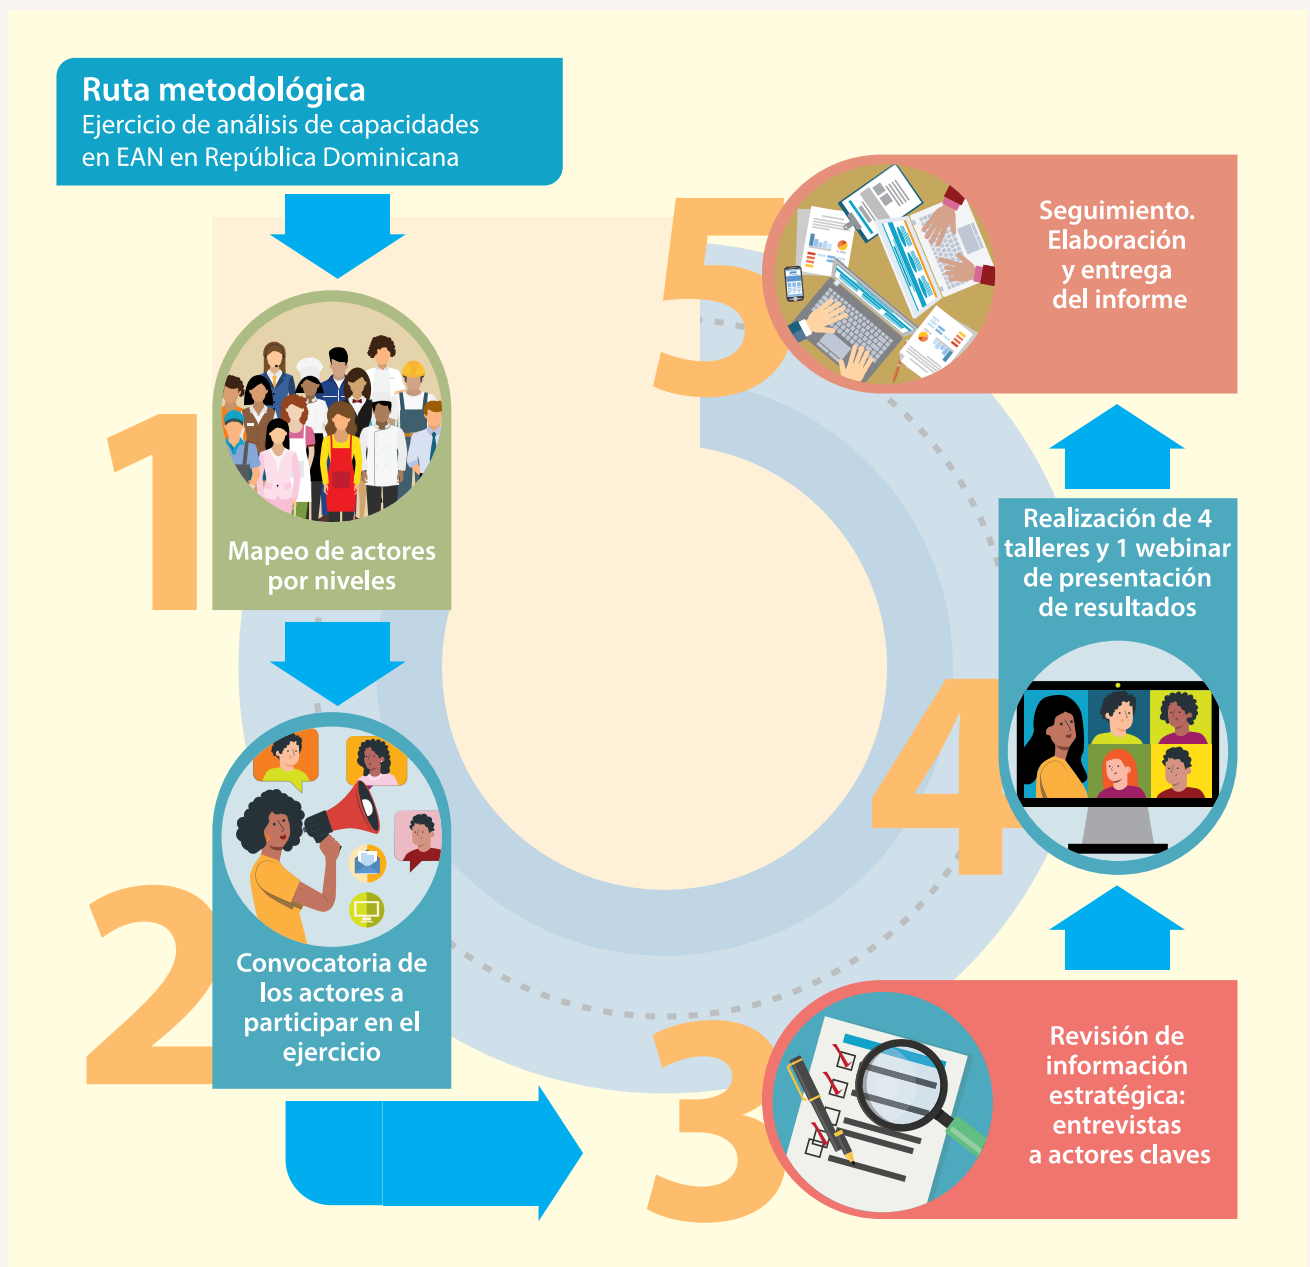 Ruta metodológica
Ejercicio de análisis de capacidades
en EAN en República Dominicana
1
Mapeo de actores
por niveles
2
Convocatoria de
los actores a
participar en el
ejercicio
3
Revisión de
información
estratégica:
entrevistas
a actores claves
4
Realización de 4
talleres y 1 webinar
de presentación
de resultados
5
Seguimiento.
Elaboración
y entrega
del informe